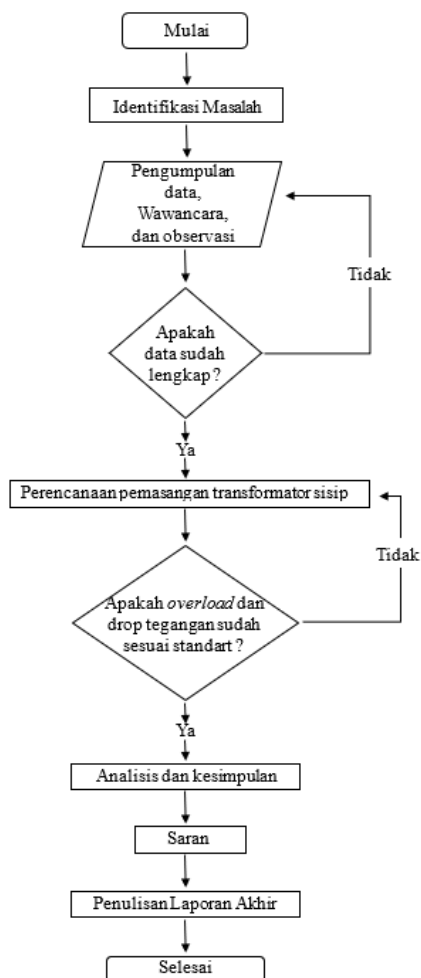 Mulai
Identifikasi Masalah
Pengumpulan
data,
Wawancara,
dan observasi
Tidak
Apakah
data sudah
lengkap ?
Ya
Perencanaan pemasangan transformator sisip
Tidak
Apakah overload dan
drop tegangan sudah
sesuai standart ?
Ya
Analisis dan kesimpulan
Saran
Penulisan Laporan Akhir
Selesai